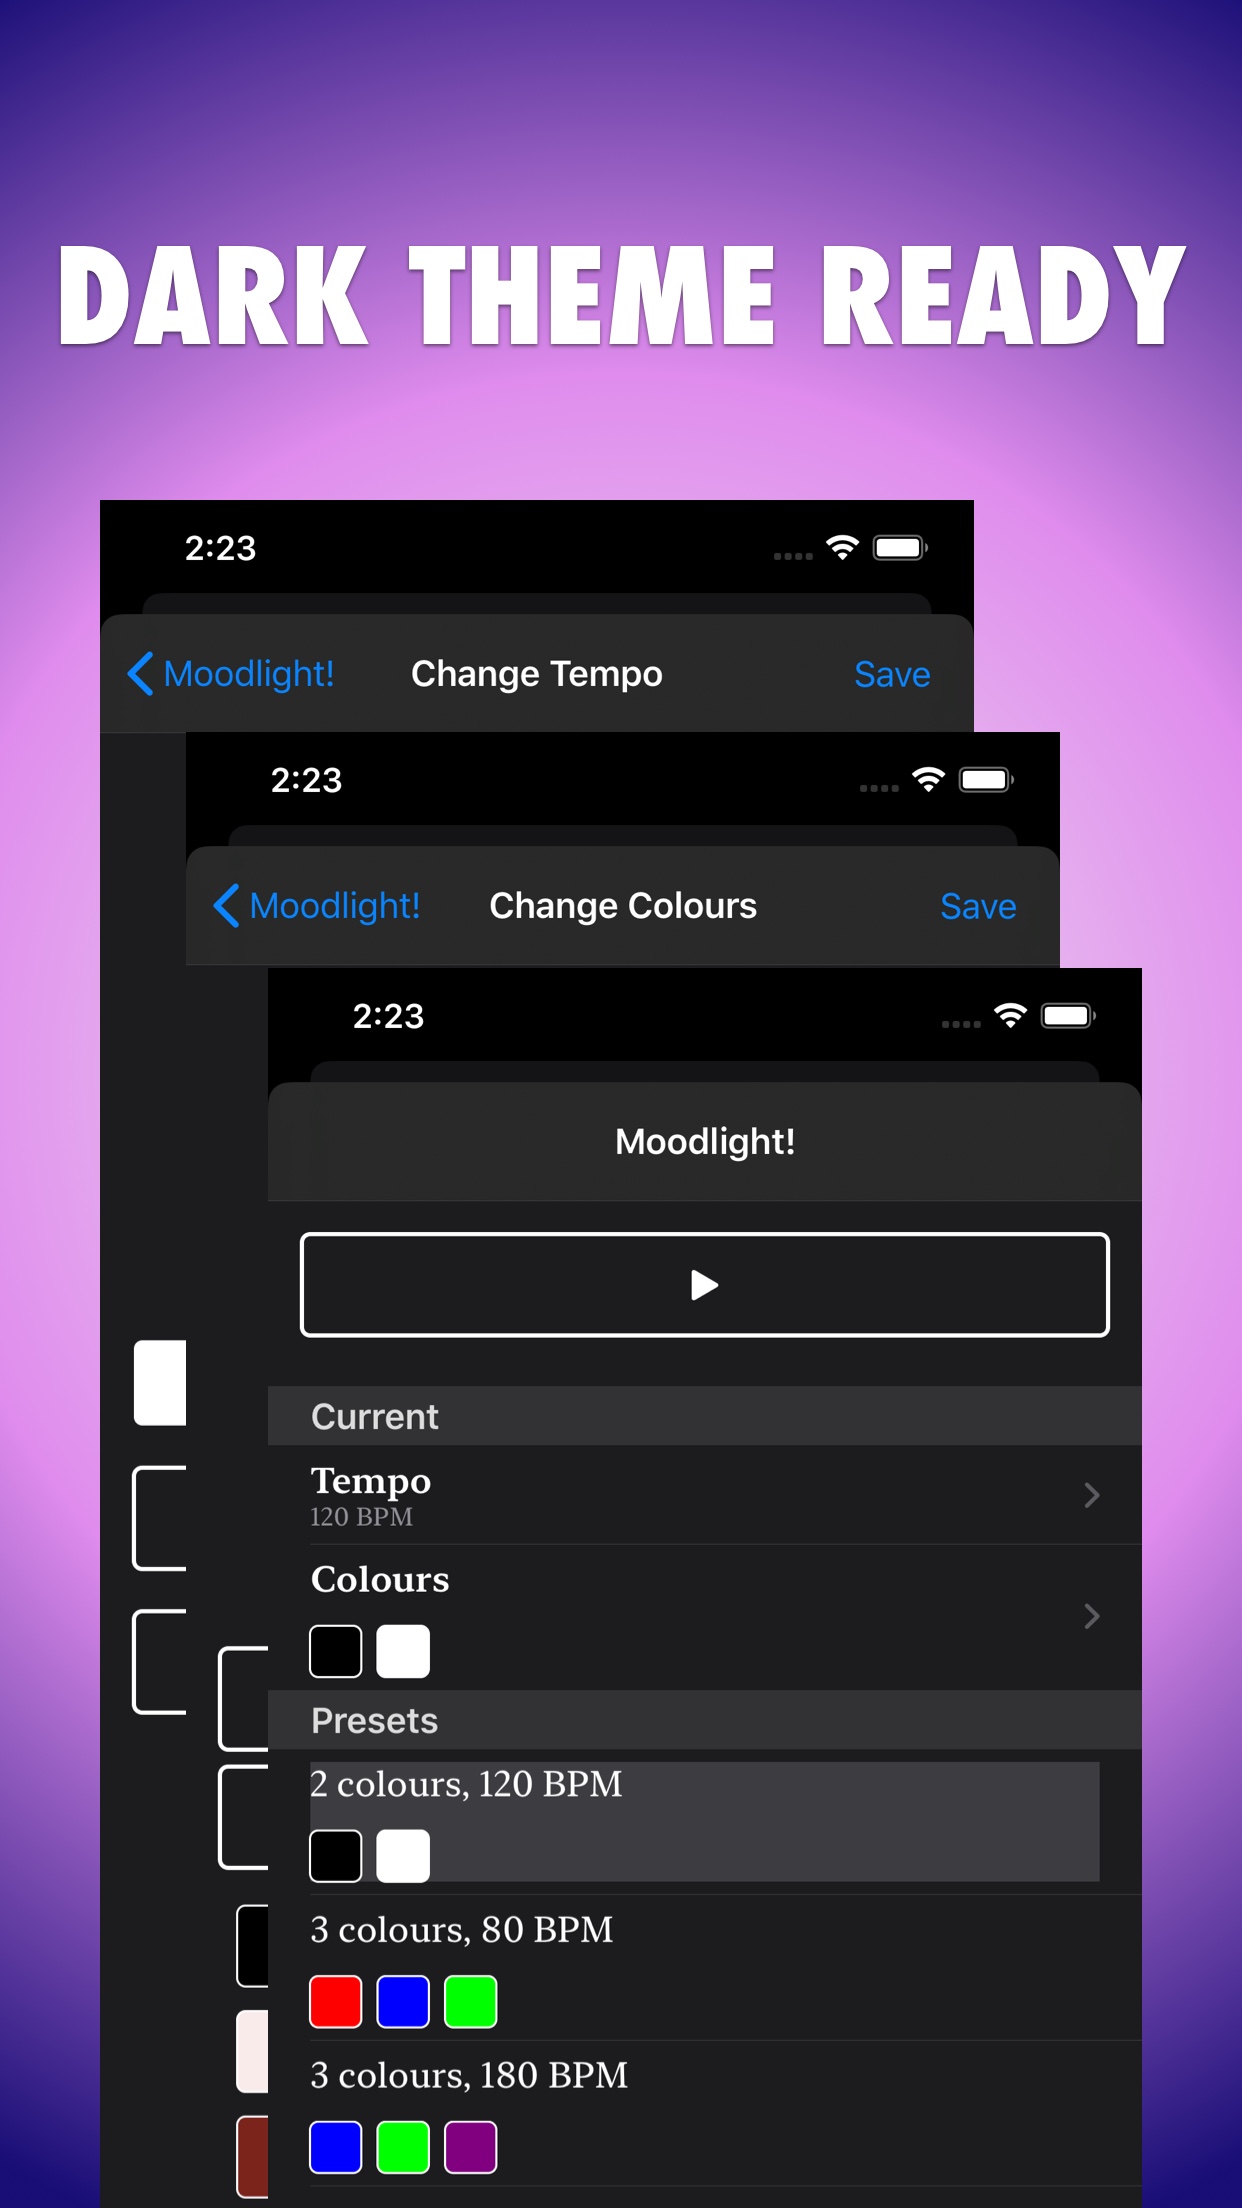 DARK THEME READY
2:23
Moodlight! Change Tempo Save
2:23
Moodlight! Change Colours Save
2:23
Moodlight!
Current
Tempo
120 BPM
Colours
Presets
2 colours, 120 BPM
3 colours, 80 BPM
3 colours, 180 BPM